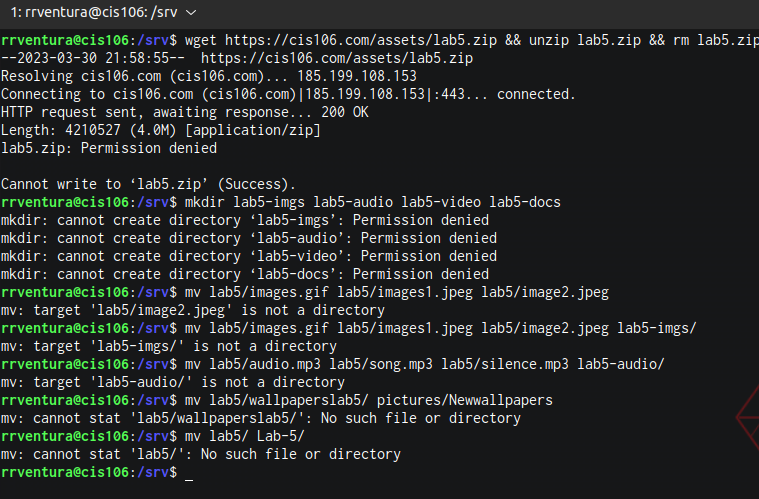 1: rrventura@cis106: /srv
rrventura@cis106:/srv$ wget https://cis106.com/assets/lab5.zip && unzip lab5.zip && rm lab5.zip
--2023-03-30 21:58:55--  https://cis106.com/assets/lab5.zip
Resolving cis106.com (cis106.com)... 185.199.108.153
Connecting to cis106.com (cis106.com)|185.199.108.153|:443... connected.
HTTP request sent, awaiting response... 200 OK
Length: 4210527 (4.0M) [application/zip]
lab5.zip: Permission denied

Cannot write to ‘lab5.zip’ (Success).
rrventura@cis106:/srv$ mkdir lab5-imgs lab5-audio lab5-video lab5-docs
mkdir: cannot create directory ‘lab5-imgs’: Permission denied
mkdir: cannot create directory ‘lab5-audio’: Permission denied
mkdir: cannot create directory ‘lab5-video’: Permission denied
mkdir: cannot create directory ‘lab5-docs’: Permission denied
rrventura@cis106:/srv$ mv lab5/images.gif lab5/images1.jpeg lab5/image2.jpeg
mv: target 'lab5/image2.jpeg' is not a directory
rrventura@cis106:/srv$ mv lab5/images.gif lab5/images1.jpeg lab5/image2.jpeg lab5-imgs/
mv: target 'lab5-imgs/' is not a directory
rrventura@cis106:/srv$ mv lab5/audio.mp3 lab5/song.mp3 lab5/silence.mp3 lab5-audio/
mv: target 'lab5-audio/' is not a directory
rrventura@cis106:/srv$ mv lab5/wallpaperslab5/ pictures/Newwallpapers
mv: cannot stat 'lab5/wallpaperslab5/': No such file or directory
rrventura@cis106:/srv$ mv lab5/ Lab-5/
mv: cannot stat 'lab5/': No such file or directory
rrventura@cis106:/srv$ _